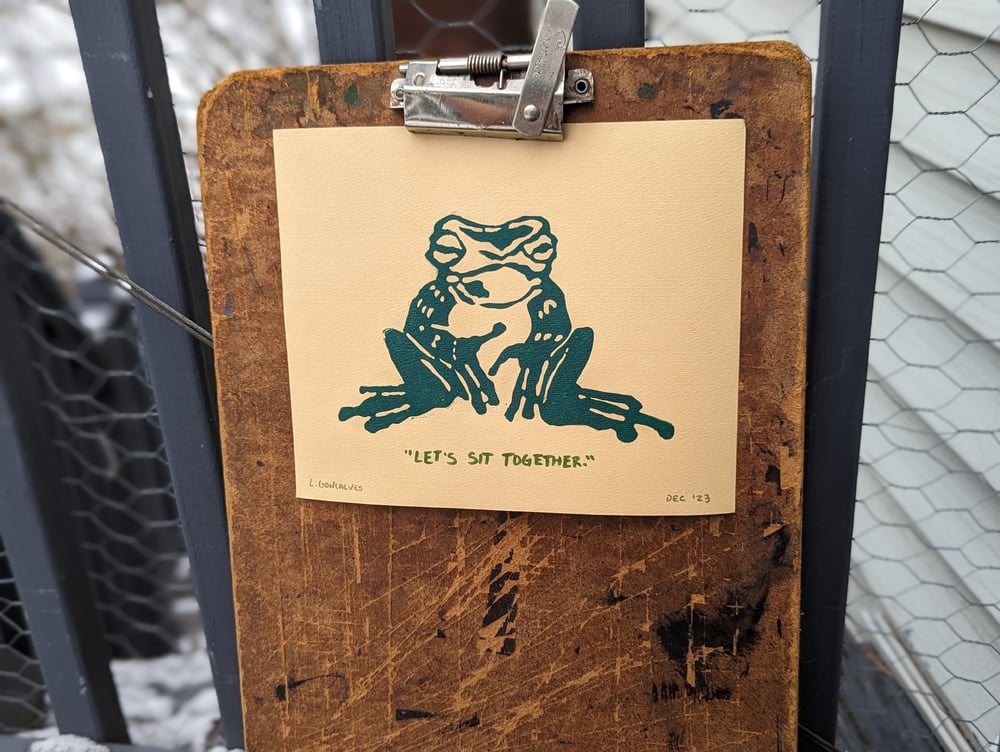 "LET'S SIT TOGETHER."
L. GONCALVES
DEC '23